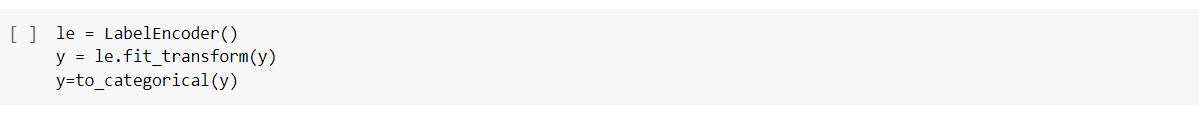 [ ] le = LabelEncoder()
y = le.fit_transform(y)
y=to_categorical(y)